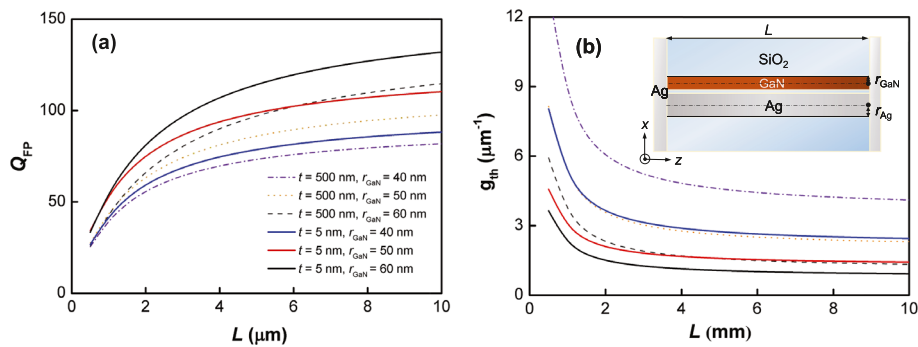 (a)
Q_FP
150
100
50
0
0 2 4 6 8 10
L (μm)
t = 500 nm, r_GaN = 40 nm
t = 500 nm, r_GaN = 50 nm
t = 500 nm, r_GaN = 60 nm
t = 5 nm, r_GaN = 40 nm
t = 5 nm, r_GaN = 50 nm
t = 5 nm, r_GaN = 60 nm
(b)
g_th (μm⁻¹)
12
9
6
3
0
0 2 4 6 8 10
L (mm)
L
SiO₂
GaN
r_GaN
Ag
Ag
r_Ag
x
z